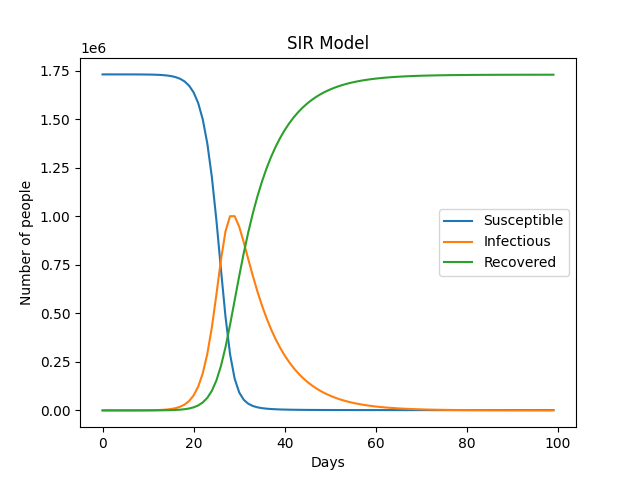 SIR Model
1e6
1.75
1.50
1.25
1.00
0.75
0.50
0.25
0.00
Number of people
Susceptible
Infectious
Recovered
0 20 40 60 80 100
Days